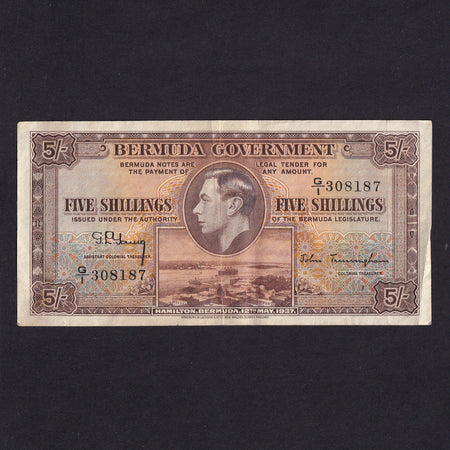 5/- BERMUDA GOVERNMENT 5/-
BERMUDA NOTES ARE LEGAL TENDER FOR
THE PAYMENT OF ANY AMOUNT.
G/1 308187
FIVE SHILLINGS FIVE SHILLINGS
ISSUED UNDER THE AUTHORITY OF THE BERMUDA LEGISLATURE.
ASSISTANT COLONIAL TREASURER. John Trimingham
COLONIAL TREASURER.
G/1 308187
5/- 5/-
HAMILTON, BERMUDA, 12TH MAY, 1937.